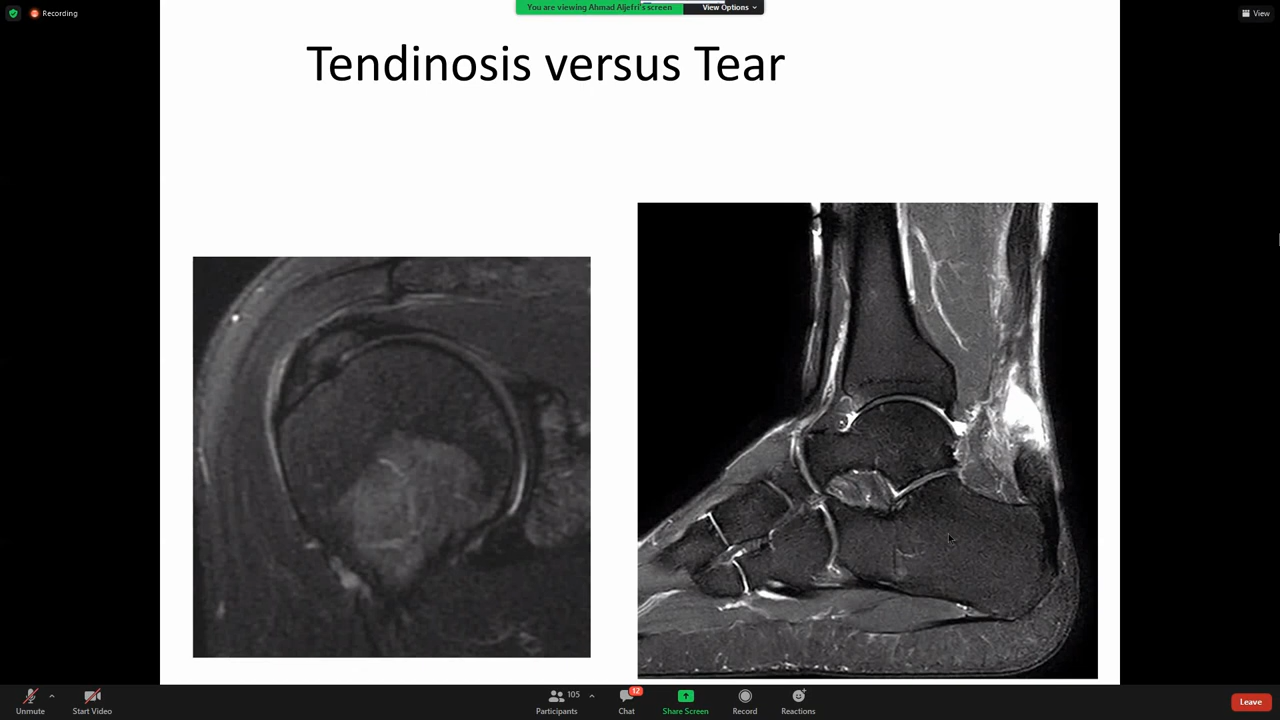 Recording
You are viewing Ahmad Aljefri's screen
View Options
View
Tendinosis versus Tear
Unmute
Start Video
105
Participants
12
Chat
Share Screen
Record
Reactions
Leave